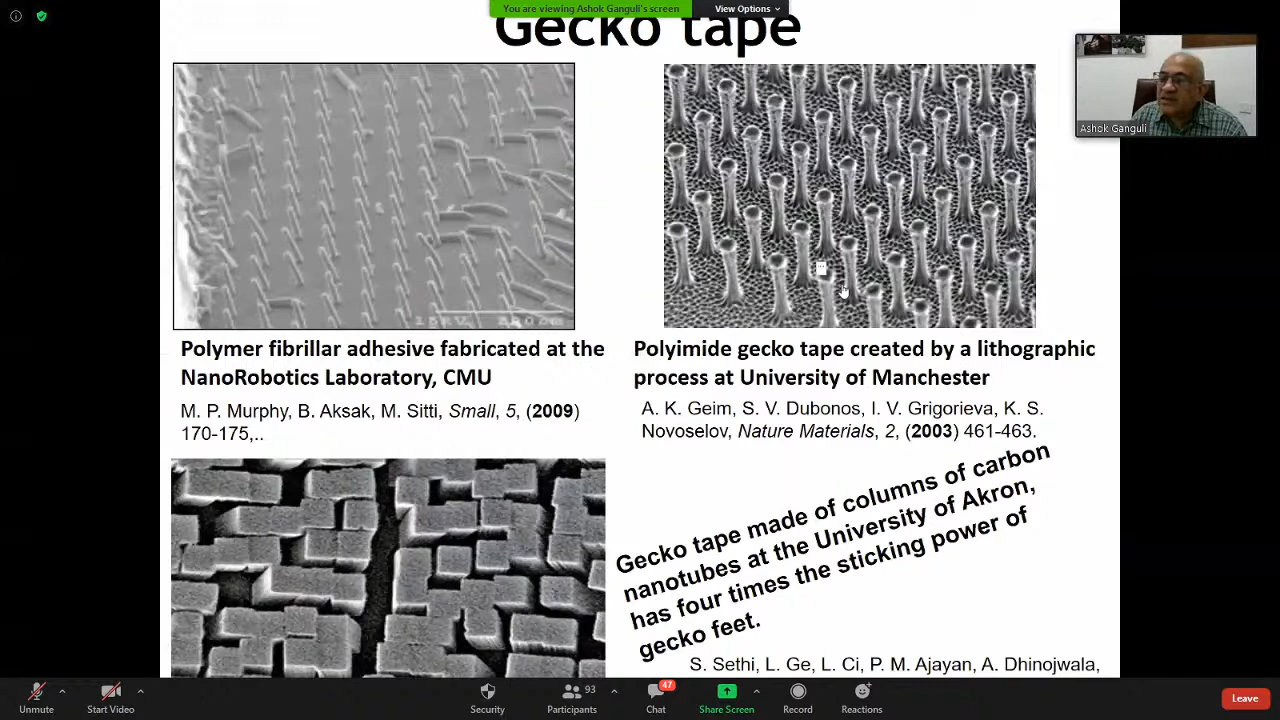 You are viewing Ashok Ganguli's screen
View Options
Gecko tape
Ashok Ganguli
Polymer fibrillar adhesive fabricated at the
NanoRobotics Laboratory, CMU
M. P. Murphy, B. Aksak, M. Sitti, Small, 5, (2009)
170-175,..
Polyimide gecko tape created by a lithographic
process at University of Manchester
A. K. Geim, S. V. Dubonos, I. V. Grigorieva, K. S.
Novoselov, Nature Materials, 2, (2003) 461-463.
Gecko tape made of columns of carbon
nanotubes at the University of Akron,
has four times the sticking power of
gecko feet.
S. Sethi, L. Ge, L. Ci, P. M. Ajayan, A. Dhinojwala,
Unmute
Start Video
Security
Participants
93
Chat
47
Share Screen
Record
Reactions
Leave